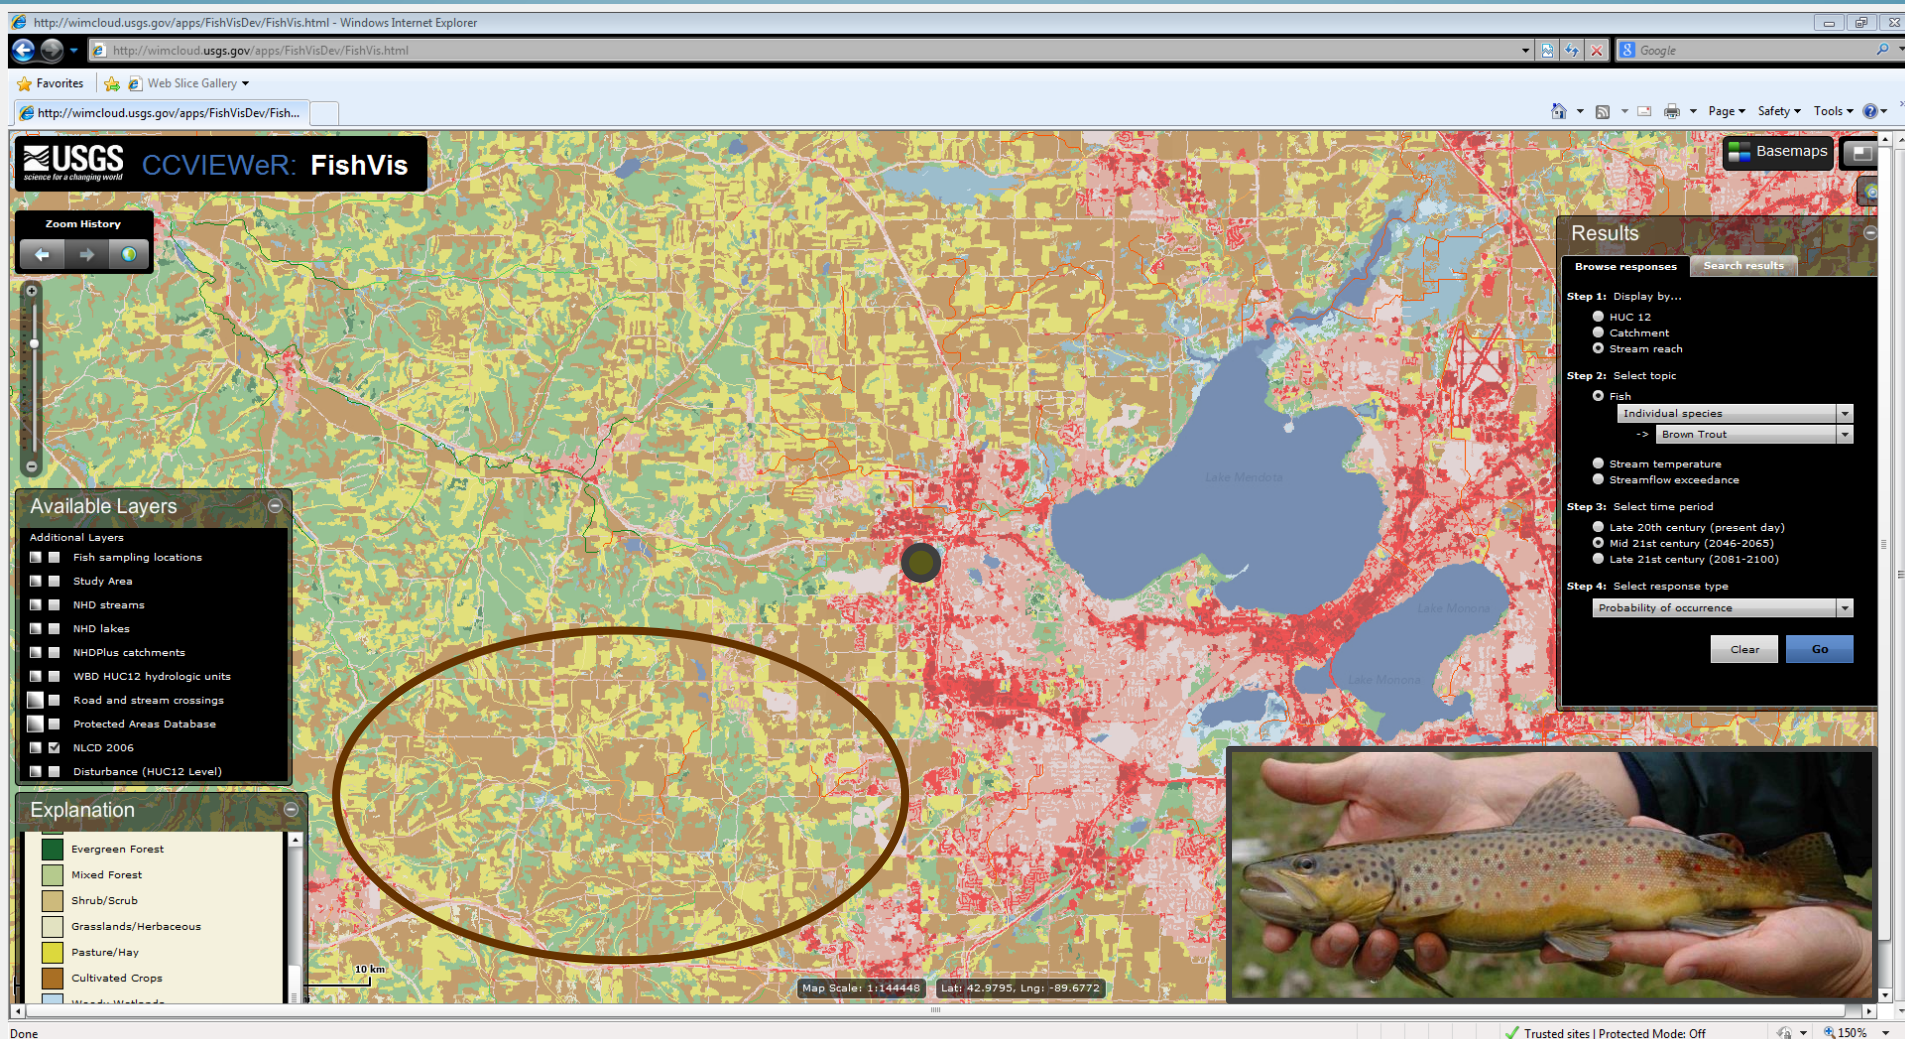 http://wimcloud.usgs.gov/apps/FishVisDev/FishVis.html - Windows Internet Explorer
http://wimcloud.usgs.gov/apps/FishVisDev/FishVis.html
Google
Favorites
Web Slice Gallery
http://wimcloud.usgs.gov/apps/FishVisDev/Fish...
Page
Safety
Tools
USGS
science for a changing world
CCVIEWeR: FishVis
Basemaps
Zoom History
Results
Browse responses
Search results
Step 1: Display by...
HUC 12
Catchment
Stream reach
Step 2: Select topic
Fish
Individual species
-> Brown Trout
Stream temperature
Streamflow exceedance
Step 3: Select time period
Late 20th century (present day)
Mid 21st century (2046-2065)
Late 21st century (2081-2100)
Step 4: Select response type
Probability of occurrence
Clear
Go
Lake Mendota
Lake Monona
Lake Monona
Available Layers
Additional Layers
Fish sampling locations
Study Area
NHD streams
NHD lakes
NHDPlus catchments
WBD HUC12 hydrologic units
Road and stream crossings
Protected Areas Database
NLCD 2006
Disturbance (HUC12 Level)
Explanation
Evergreen Forest
Mixed Forest
Shrub/Scrub
Grasslands/Herbaceous
Pasture/Hay
Cultivated Crops
Woody Wetlands
10 km
Map Scale: 1:144448
Lat: 42.9795, Lng: -89.6772
Done
Trusted sites | Protected Mode: Off
150%